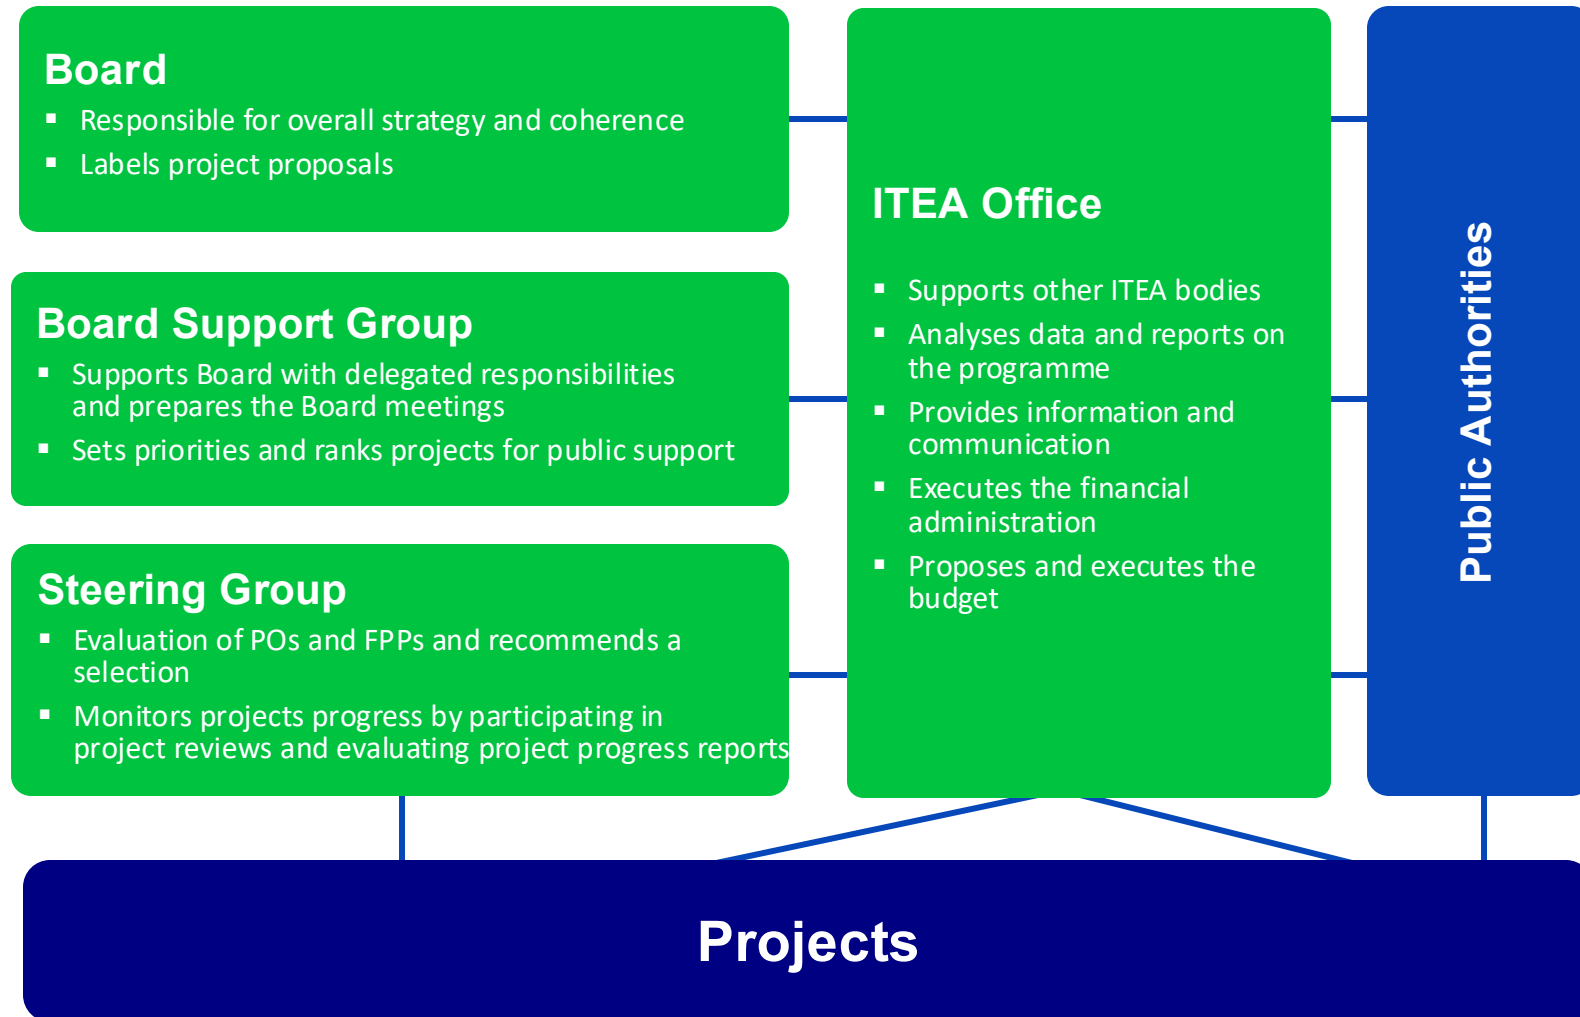 Board
▪ Responsible for overall strategy and coherence
▪ Labels project proposals
Board Support Group
▪ Supports Board with delegated responsibilities
and prepares the Board meetings
▪ Sets priorities and ranks projects for public support
Steering Group
▪ Evaluation of POs and FPPs and recommends a
selection
▪ Monitors projects progress by participating in
project reviews and evaluating project progress reports
ITEA Office
▪ Supports other ITEA bodies
▪ Analyses data and reports on
the programme
▪ Provides information and
communication
▪ Executes the financial
administration
▪ Proposes and executes the
budget
Public Authorities
Projects